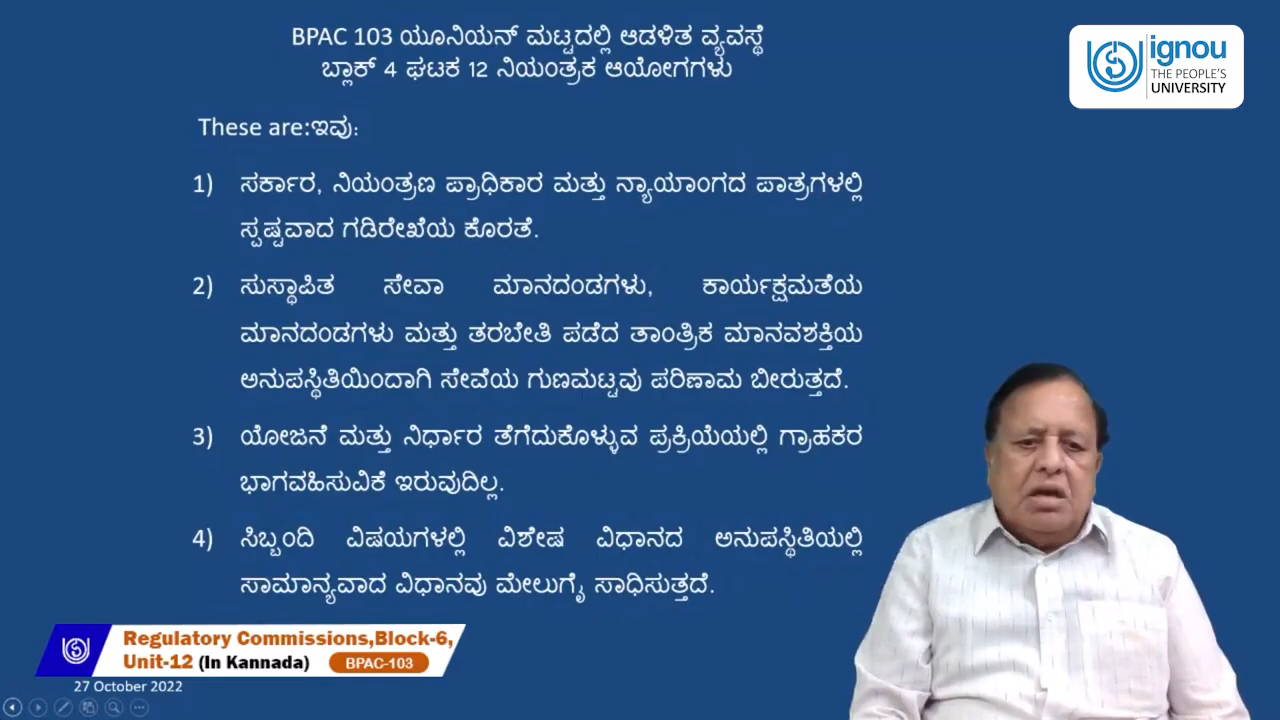 BPAC 103 ಯೂನಿಯನ್ ಮಟ್ಟದಲ್ಲಿ ಆಡಳಿತ ವ್ಯವಸ್ಥೆ
ಬ್ಲಾಕ್ 4 ಘಟಕ 12 ನಿಯಂತ್ರಕ ಆಯೋಗಗಳು
ignou
THE PEOPLE'S
UNIVERSITY
These are:ಇವು:
1) ಸರ್ಕಾರ, ನಿಯಂತ್ರಣ ಪ್ರಾಧಿಕಾರ ಮತ್ತು ನ್ಯಾಯಾಂಗದ ಪಾತ್ರಗಳಲ್ಲಿ
ಸ್ಪಷ್ಟವಾದ ಗಡಿರೇಖೆಯ ಕೊರತೆ.
2) ಸುಸ್ಥಾಪಿತ ಸೇವಾ ಮಾನದಂಡಗಳು, ಕಾರ್ಯಕ್ಷಮತೆಯ
ಮಾನದಂಡಗಳು ಮತ್ತು ತರಬೇತಿ ಪಡೆದ ತಾಂತ್ರಿಕ ಮಾನವಶಕ್ತಿಯ
ಅನುಪಸ್ಥಿತಿಯಿಂದಾಗಿ ಸೇವೆಯ ಗುಣಮಟ್ಟವು ಪರಿಣಾಮ ಬೀರುತ್ತದೆ.
3) ಯೋಜನೆ ಮತ್ತು ನಿರ್ಧಾರ ತೆಗೆದುಕೊಳ್ಳುವ ಪ್ರಕ್ರಿಯೆಯಲ್ಲಿ ಗ್ರಾಹಕರ
ಭಾಗವಹಿಸುವಿಕೆ ಇರುವುದಿಲ್ಲ.
4) ಸಿಬ್ಬಂದಿ ವಿಷಯಗಳಲ್ಲಿ ವಿಶೇಷ ವಿಧಾನದ ಅನುಪಸ್ಥಿತಿಯಲ್ಲಿ
ಸಾಮಾನ್ಯವಾದ ವಿಧಾನವು ಮೇಲುಗೈ ಸಾಧಿಸುತ್ತದೆ.
Regulatory Commissions,Block-6,
Unit-12 (In Kannada) BPAC-103
27 October 2022